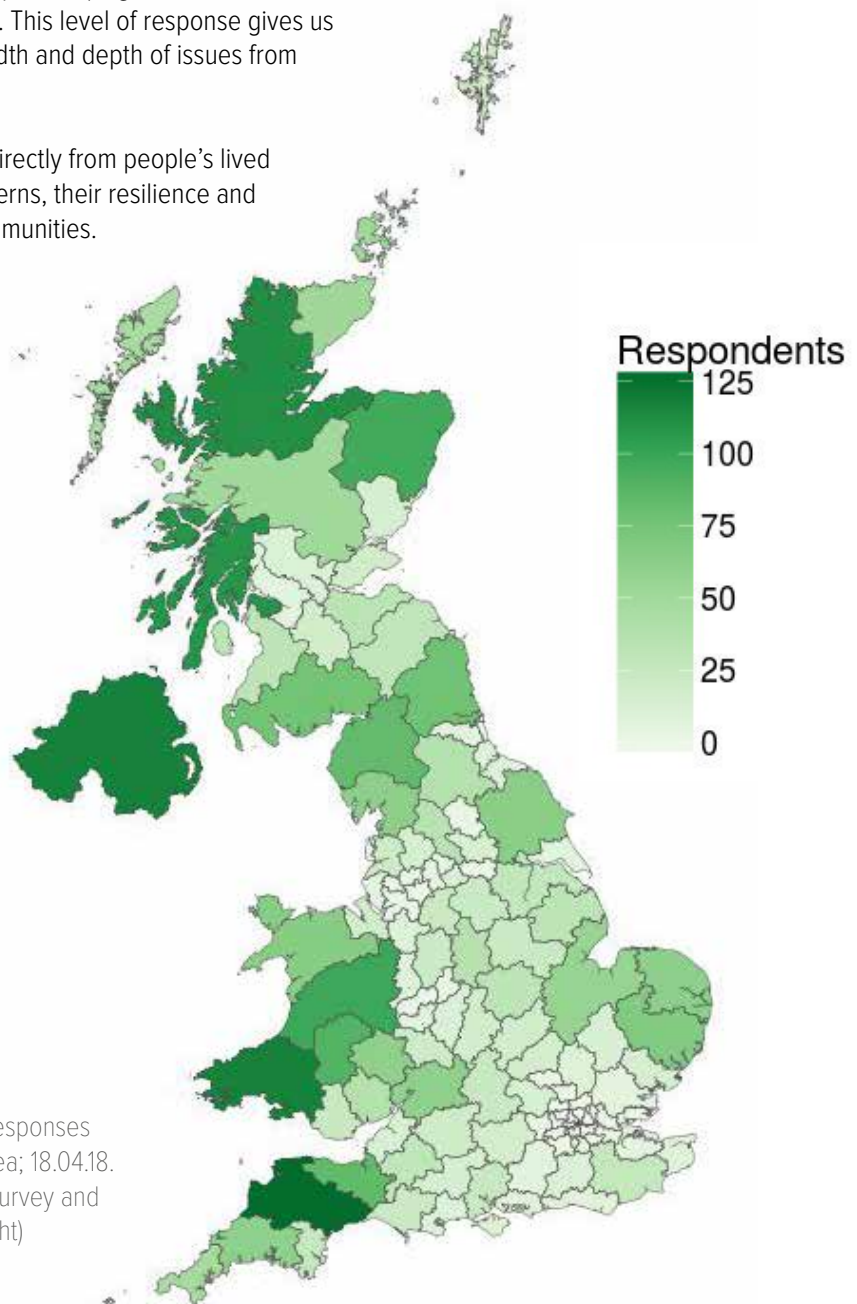 . This level of response gives us
dth and depth of issues from
irectly from people's lived
erns, their resilience and
munities.
Respondents
125
100
75
50
25
0
esponses
ea; 18.04.18.
urvey and
ht)